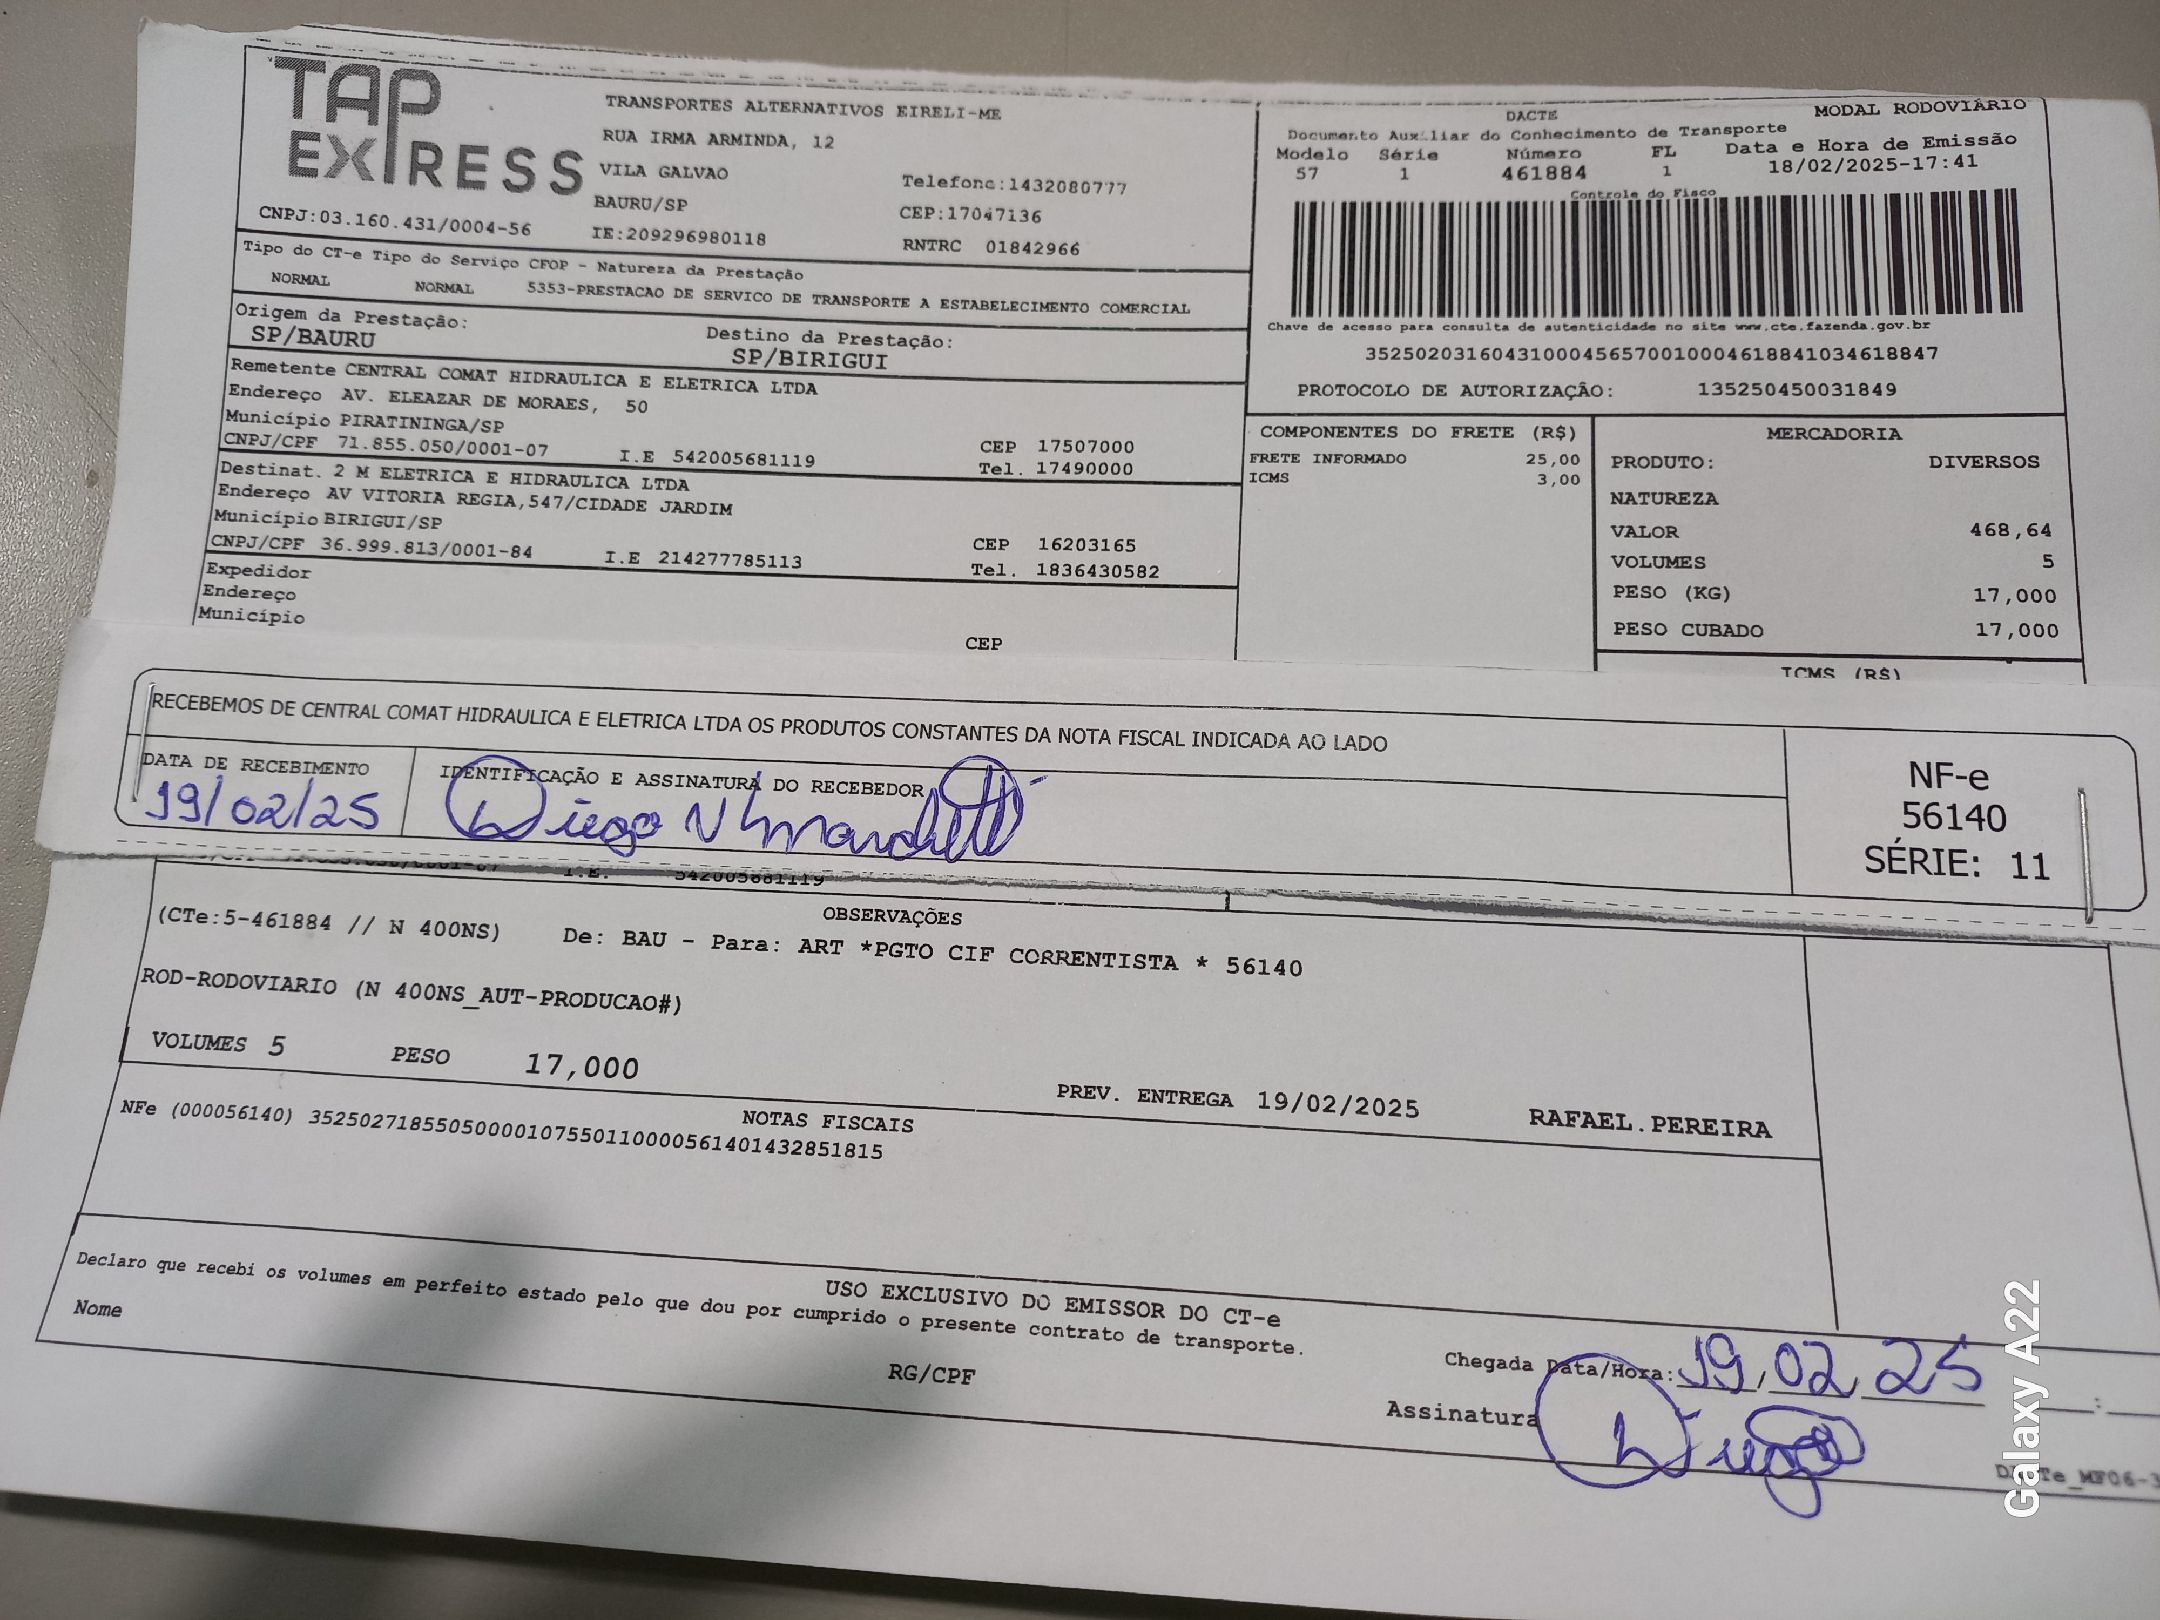 TAP EXPRESS
TRANSPORTES ALTERNATIVOS EIRELI-ME
RUA IRMA ARMINDA, 12
VILA GALVAO
Telefone:1432080777
BAURU/SP
CEP:17047136
CNPJ:03.160.431/0004-56
IE:209296980118
RNTRC 01842966
DACTE
MODAL RODOVIÁRIO
Documento Auxiliar do Conhecimento de Transporte
Modelo Série Número FL Data e Hora de Emissão
57 1 461884 1 18/02/2025-17:41
Controle do Fisco
Chave de acesso para consulta de autenticidade no site www.cte.fazenda.gov.br
35250203160431000456570010004618841034618847
PROTOCOLO DE AUTORIZAÇÃO: 135250450031849
Tipo do CT-e Tipo do Serviço CFOP - Natureza da Prestação
NORMAL NORMAL 5353-PRESTACAO DE SERVICO DE TRANSPORTE A ESTABELECIMENTO COMERCIAL
Origem da Prestação: Destino da Prestação:
SP/BAURU SP/BIRIGUI
Remetente CENTRAL COMAT HIDRAULICA E ELETRICA LTDA
Endereço AV. ELEAZAR DE MORAES, 50
Município PIRATININGA/SP CEP 17507000
CNPJ/CPF 71.855.050/0001-07 I.E 542005681119 Tel. 17490000
Destinat. 2 M ELETRICA E HIDRAULICA LTDA
Endereço AV VITORIA REGIA,547/CIDADE JARDIM
Município BIRIGUI/SP CEP 16203165
CNPJ/CPF 36.999.813/0001-84 I.E 214277785113 Tel. 1836430582
Expedidor
Endereço
Município
CEP
COMPONENTES DO FRETE (R$)
FRETE INFORMADO 25,00
ICMS 3,00
MERCADORIA
PRODUTO: DIVERSOS
NATUREZA
VALOR 468,64
VOLUMES 5
PESO (KG) 17,000
PESO CUBADO 17,000
ICMS (R$)
RECEBEMOS DE CENTRAL COMAT HIDRAULICA E ELETRICA LTDA OS PRODUTOS CONSTANTES DA NOTA FISCAL INDICADA AO LADO
DATA DE RECEBIMENTO
19/02/25
IDENTIFICAÇÃO E ASSINATURA DO RECEBEDOR
Diego
NF-e
56140
SÉRIE: 11
I.E. 542005681119
OBSERVAÇÕES
(CTe:5-461884 // N 400NS) De: BAU - Para: ART *PGTO CIF CORRENTISTA * 56140
ROD-RODOVIARIO (N 400NS_AUT-PRODUCAO#)
VOLUMES 5 PESO 17,000 PREV. ENTREGA 19/02/2025 RAFAEL.PEREIRA
NOTAS FISCAIS
NFe (000056140) 35250271855050000107550110000561401432851815
USO EXCLUSIVO DO EMISSOR DO CT-e
Declaro que recebi os volumes em perfeito estado pelo que dou por cumprido o presente contrato de transporte.
Nome
RG/CPF
Chegada Data/Hora: 19/02/25
Assinatura Diego
Galaxy A22